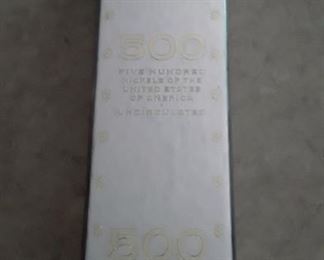 500
FIVE HUNDRED
NICKELS OF THE
UNITED STATES
OF AMERICA
UNCIRCULATED
500